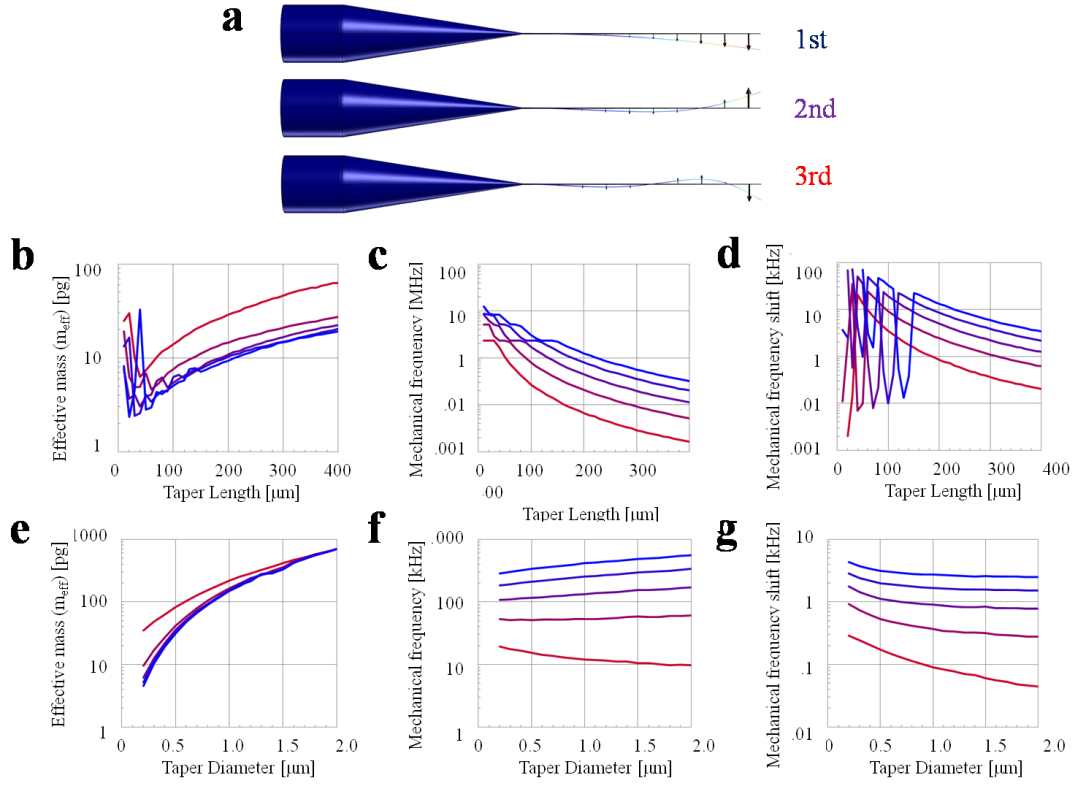 a
1st
2nd
3rd
b
Effective mass (meff) [pg]
100
10
1
0 100 200 300 400
Taper Length [μm]
c
Mechanical frequency [MHz]
100
10
1
.01
.001
0 100 200 300
00
Taper Length [μm]
d
Mechanical frequency shift [kHz]
100
10
1
.1
.01
.001
0 100 200 300 400
Taper Length [μm]
e
Effective mass (meff) [pg]
1000
100
10
1
0 0.5 1.0 1.5 2.0
Taper Diameter [μm]
f
Mechanical frequency [kHz]
.000
100
10
1
0 0.5 1.0 1.5 2.0
Taper Diameter [μm]
g
Mechanical frequency shift [kHz]
10
1
.1
.01
0 0.5 1.0 1.5 2.0
Taper Diameter [μm]